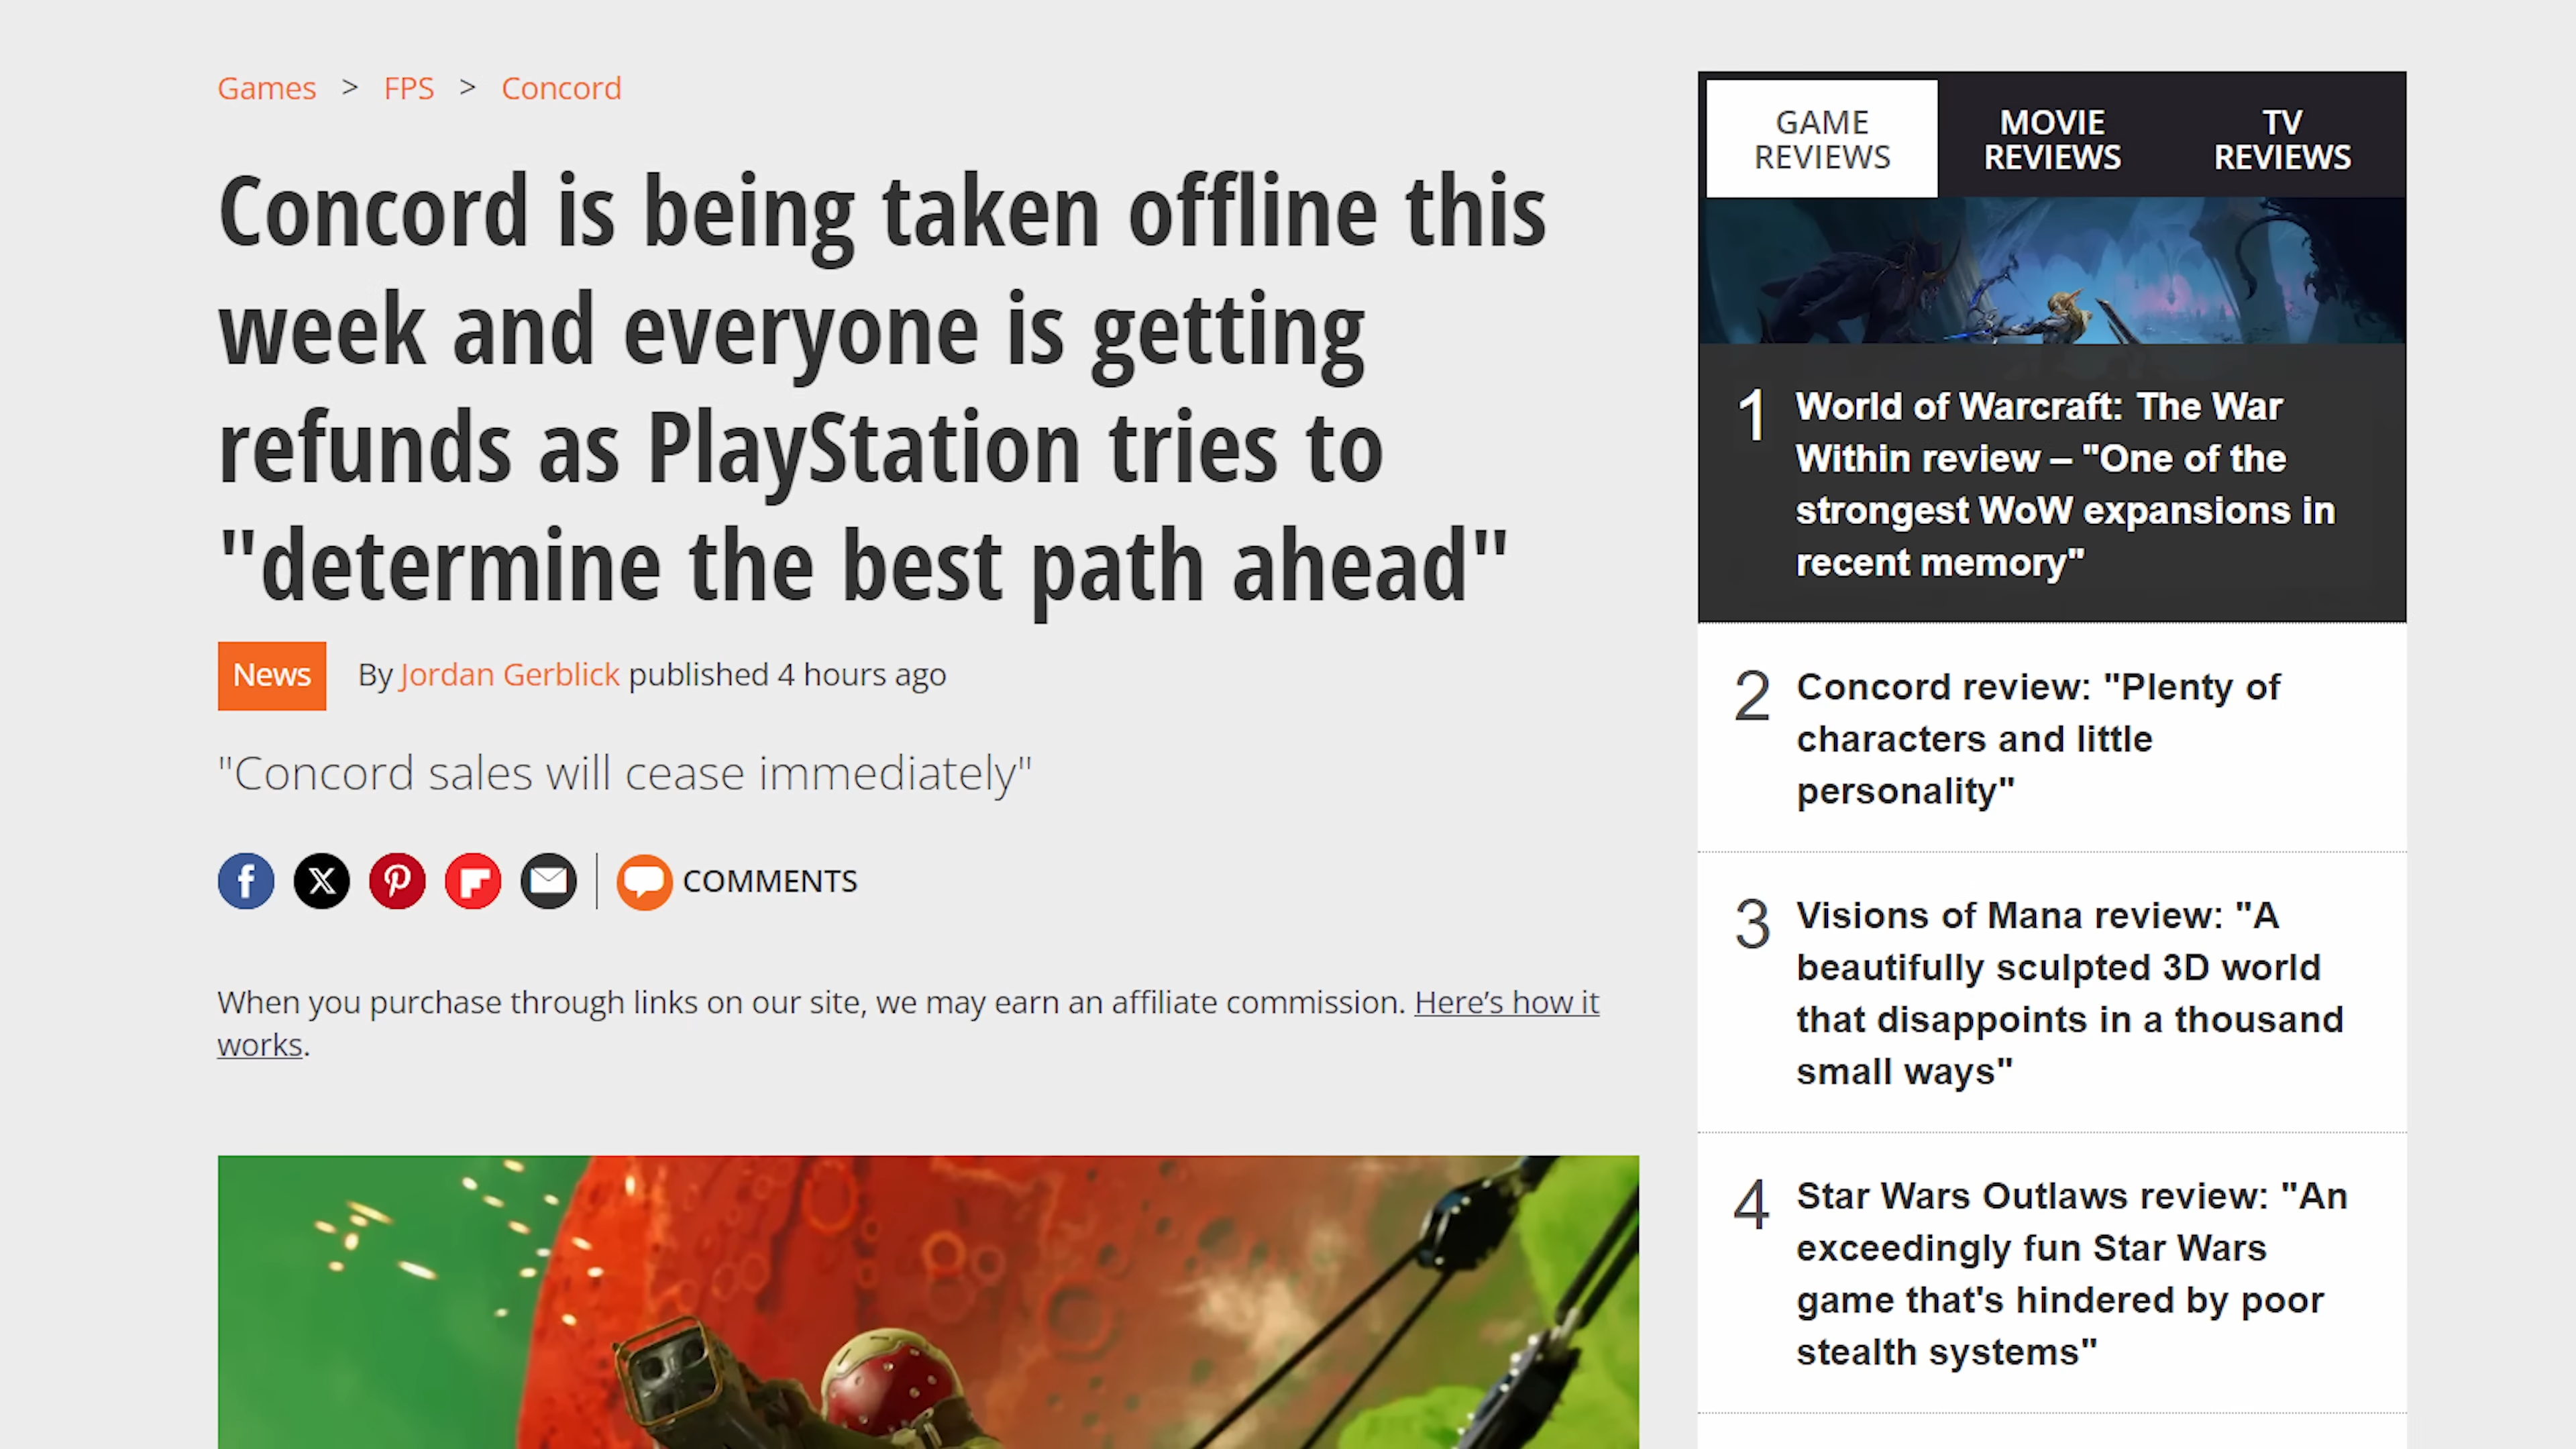 Games > FPS > Concord
Concord is being taken offline this
week and everyone is getting
refunds as PlayStation tries to
"determine the best path ahead"
News By Jordan Gerblick published 4 hours ago
"Concord sales will cease immediately"
COMMENTS
When you purchase through links on our site, we may earn an affiliate commission. Here’s how it
works.
GAME
REVIEWS
MOVIE
REVIEWS
TV
REVIEWS
1 World of Warcraft: The War
Within review – "One of the
strongest WoW expansions in
recent memory"
2 Concord review: "Plenty of
characters and little
personality"
3 Visions of Mana review: "A
beautifully sculpted 3D world
that disappoints in a thousand
small ways"
4 Star Wars Outlaws review: "An
exceedingly fun Star Wars
game that's hindered by poor
stealth systems"